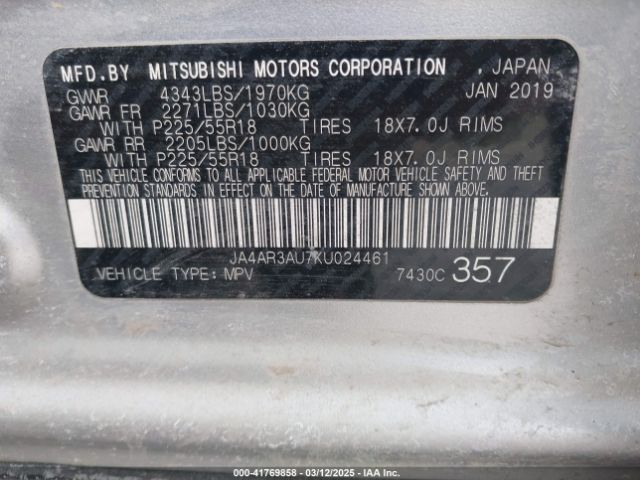 MFD.BY MITSUBISHI MOTORS CORPORATION , JAPAN
GVWR 4343LBS/1970KG JAN 2019
GAWR FR 2271LBS/1030KG
WITH P225/55R18 TIRES 18X7.0J RIMS
GAWR RR 2205LBS/1000KG
WITH P225/55R18 TIRES 18X7.0J RIMS
THIS VEHICLE CONFORMS TO ALL APPLICABLE FEDERAL MOTOR VEHICLE SAFETY AND THEFT
PREVENTION STANDARDS IN EFFECT ON THE DATE OF MANUFACTURE SHOWN ABOVE.
JA4AR3AU7KU024461
VEHICLE TYPE: MPV 7430C 357
000-41769858 - 03/12/2025 - IAA Inc.